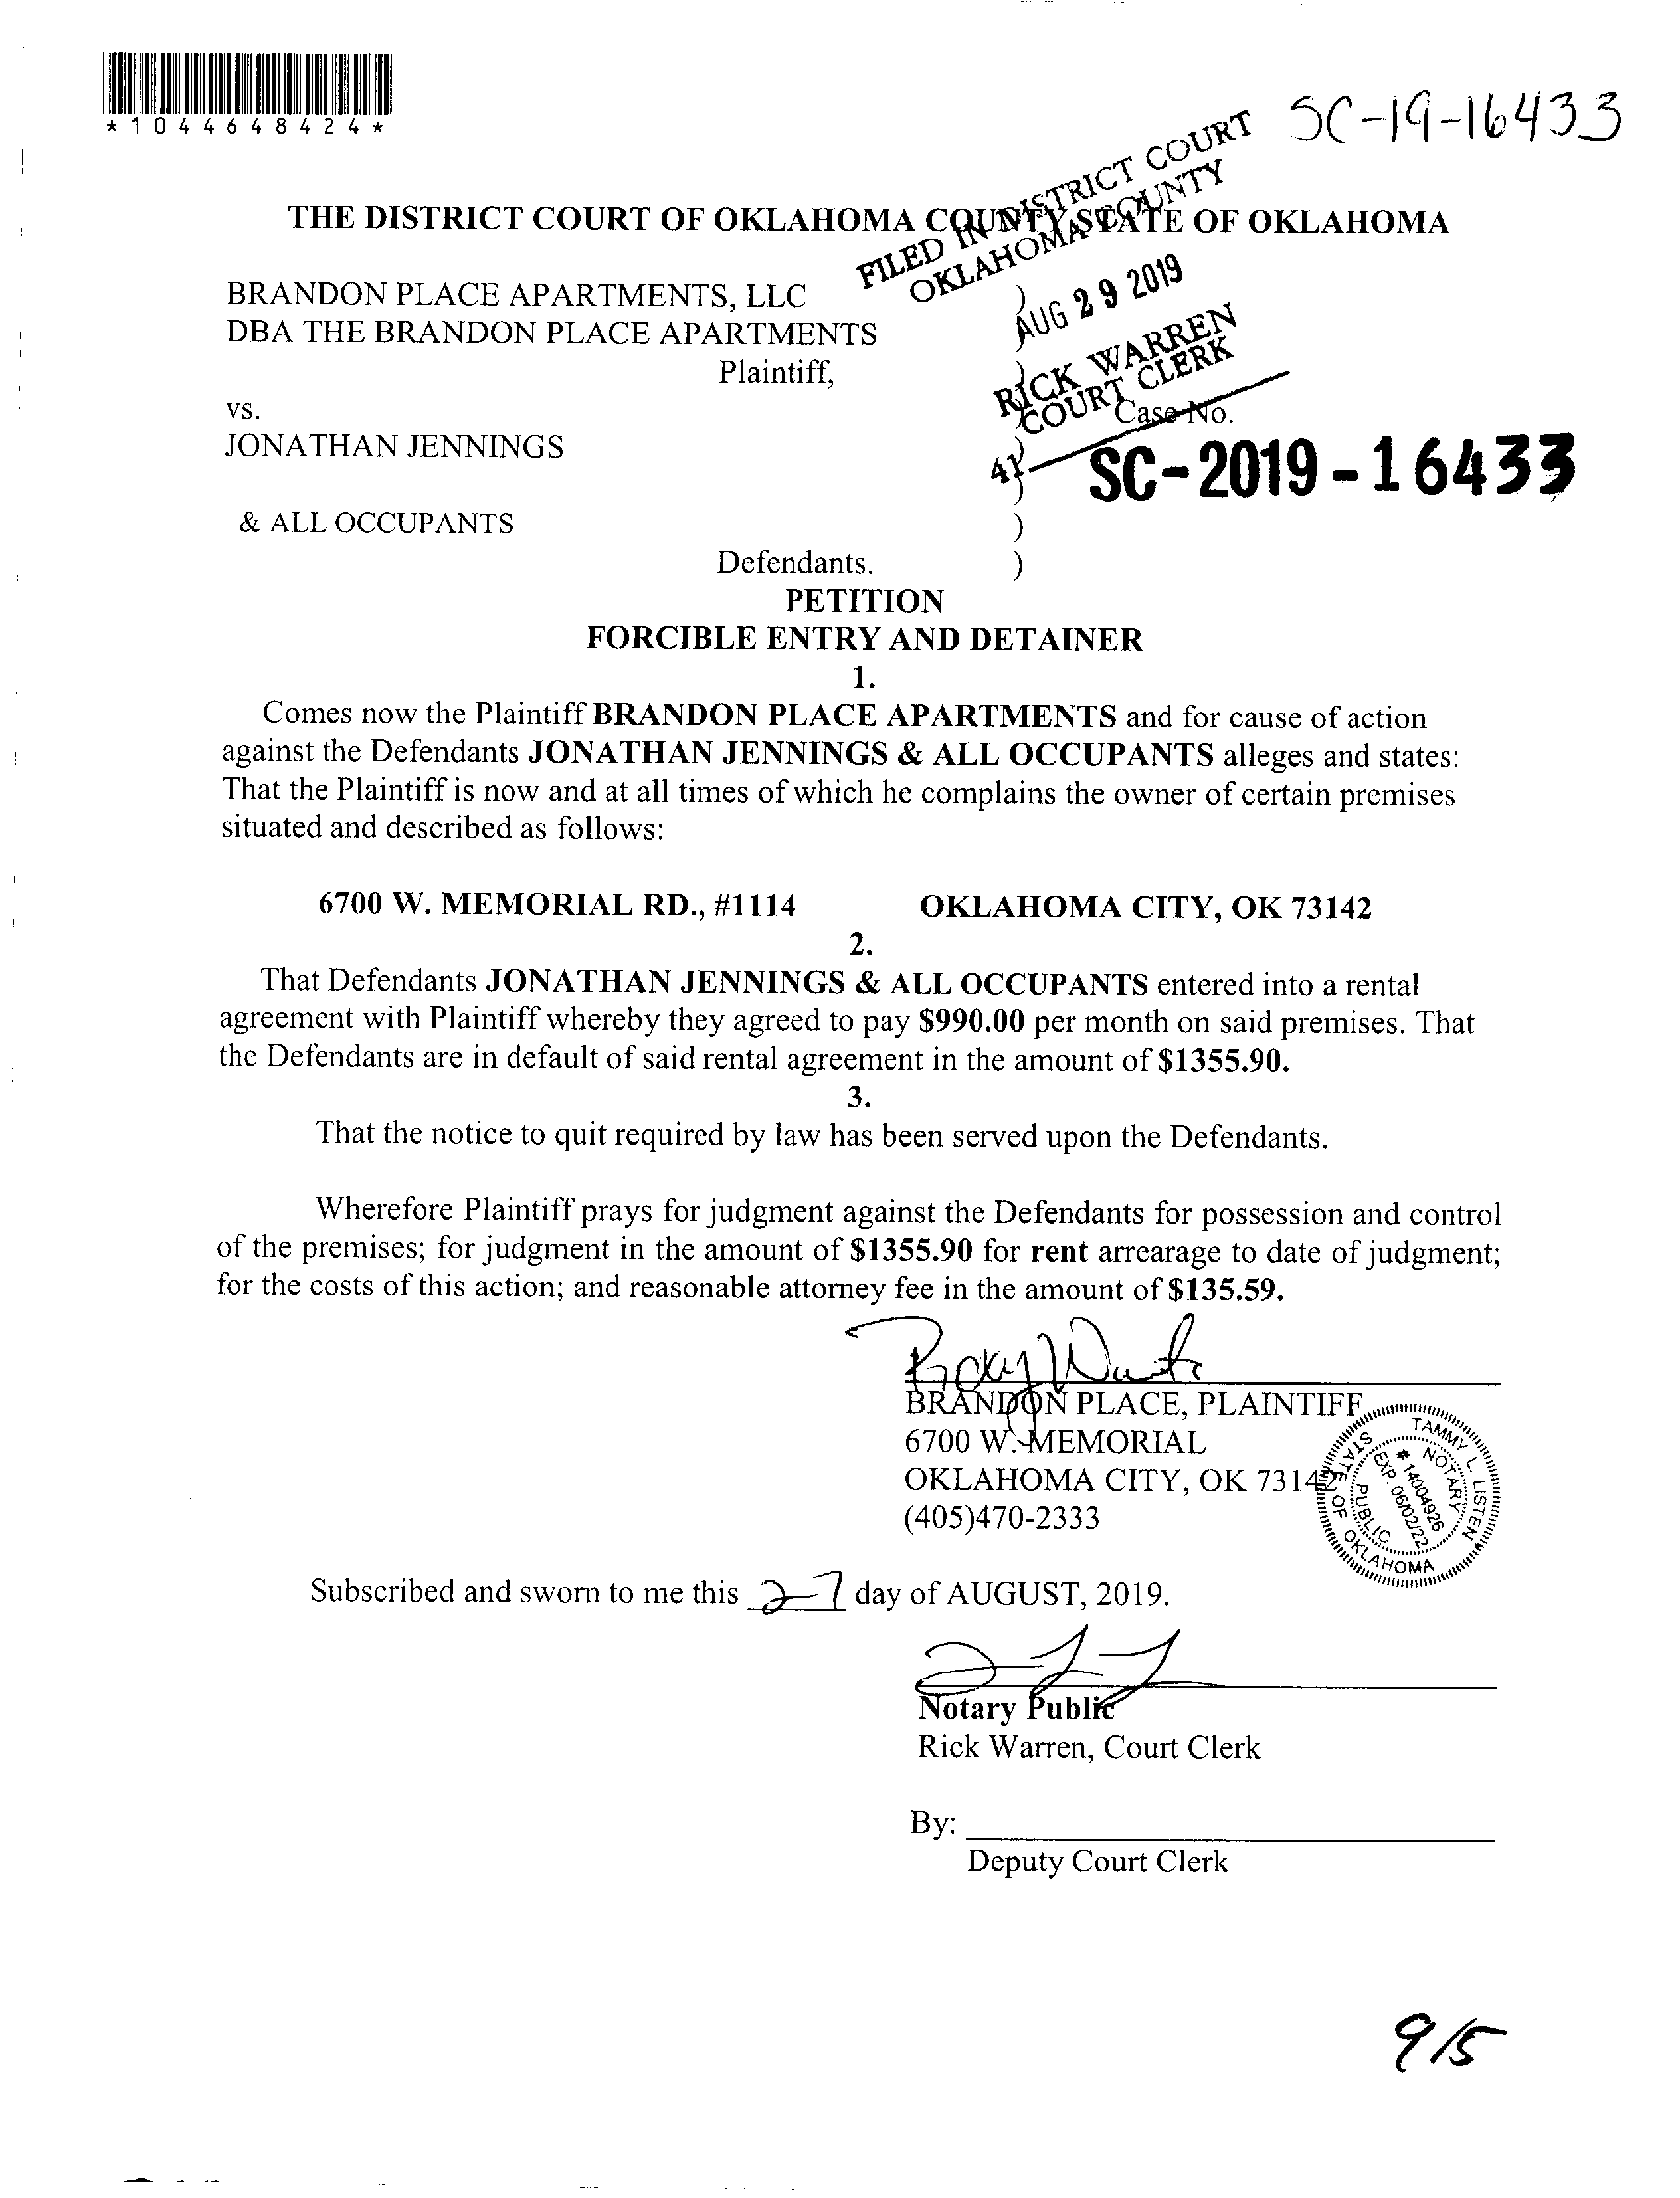 *1044648424*
SC-19-16433
FILED IN DISTRICT COURT
OKLAHOMA COUNTY
THE DISTRICT COURT OF OKLAHOMA COUNTY STATE OF OKLAHOMA
AUG 29 2019
RICK WARREN
COURT CLERK
BRANDON PLACE APARTMENTS, LLC )
DBA THE BRANDON PLACE APARTMENTS )
Plaintiff, )
vs. Case No.
JONATHAN JENNINGS )
41
SC-2019-16433
& ALL OCCUPANTS )
Defendants. )
PETITION
FORCIBLE ENTRY AND DETAINER
1.
Comes now the Plaintiff BRANDON PLACE APARTMENTS and for cause of action
against the Defendants JONATHAN JENNINGS & ALL OCCUPANTS alleges and states:
That the Plaintiff is now and at all times of which he complains the owner of certain premises
situated and described as follows:
6700 W. MEMORIAL RD., #1114 OKLAHOMA CITY, OK 73142
2.
That Defendants JONATHAN JENNINGS & ALL OCCUPANTS entered into a rental
agreement with Plaintiff whereby they agreed to pay $990.00 per month on said premises. That
the Defendants are in default of said rental agreement in the amount of $1355.90.
3.
That the notice to quit required by law has been served upon the Defendants.
Wherefore Plaintiff prays for judgment against the Defendants for possession and control
of the premises; for judgment in the amount of $1355.90 for rent arrearage to date of judgment;
for the costs of this action; and reasonable attorney fee in the amount of $135.59.
BRANDON PLACE, PLAINTIFF
6700 W. MEMORIAL
OKLAHOMA CITY, OK 73142
(405)470-2333
TAMMY L. LISTEN
NOTARY
# 14004926
EXP. 06/02/22
PUBLIC
STATE OF OKLAHOMA
Subscribed and sworn to me this 27 day of AUGUST, 2019.
Notary Public
Rick Warren, Court Clerk
By:
Deputy Court Clerk
9/5